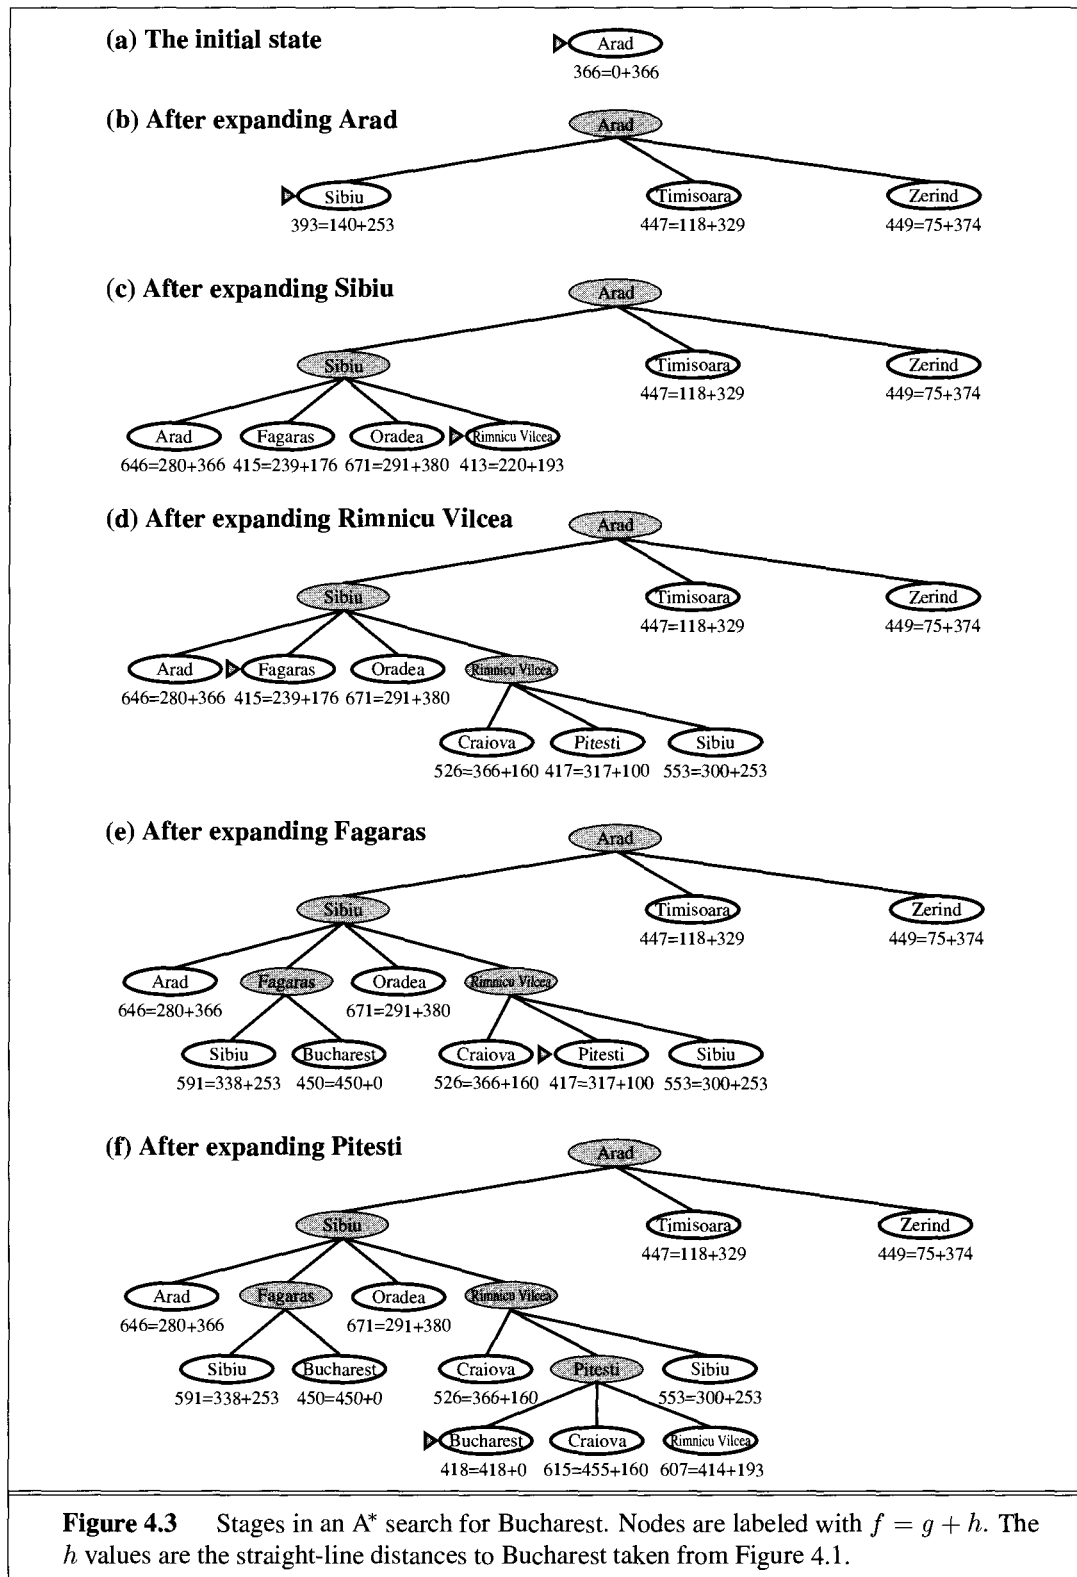 (a) The initial state
Arad
366=0+366
(b) After expanding Arad
Arad
Sibiu Timisoara Zerind
393=140+253 447=118+329 449=75+374
(c) After expanding Sibiu
Arad
Sibiu Timisoara Zerind
447=118+329 449=75+374
Arad Fagaras Oradea Rimnicu Vilcea
646=280+366 415=239+176 671=291+380 413=220+193
(d) After expanding Rimnicu Vilcea
Arad
Sibiu Timisoara Zerind
447=118+329 449=75+374
Arad Fagaras Oradea Rimnicu Vilcea
646=280+366 415=239+176 671=291+380
Craiova Pitesti Sibiu
526=366+160 417=317+100 553=300+253
(e) After expanding Fagaras
Arad
Sibiu Timisoara Zerind
447=118+329 449=75+374
Arad Fagaras Oradea Rimnicu Vilcea
646=280+366 671=291+380
Sibiu Bucharest Craiova Pitesti Sibiu
591=338+253 450=450+0 526=366+160 417=317+100 553=300+253
(f) After expanding Pitesti
Arad
Sibiu Timisoara Zerind
447=118+329 449=75+374
Arad Fagaras Oradea Rimnicu Vilcea
646=280+366 671=291+380
Sibiu Bucharest Craiova Pitesti Sibiu
591=338+253 450=450+0 526=366+160 553=300+253
Bucharest Craiova Rimnicu Vilcea
418=418+0 615=455+160 607=414+193
Figure 4.3 Stages in an A* search for Bucharest. Nodes are labeled with f = g + h. The
h values are the straight-line distances to Bucharest taken from Figure 4.1.